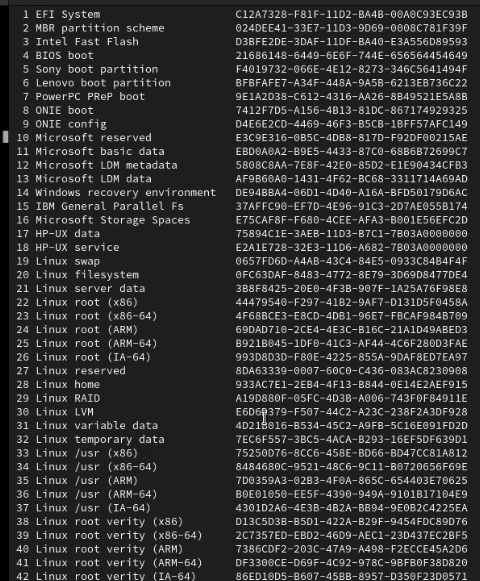 1 EFI System C12A7328-F81F-11D2-BA4B-00A0C93EC93B
2 MBR partition scheme 024DEE41-33E7-11D3-9D69-0008C781F39F
3 Intel Fast Flash D3BFE2DE-3DAF-11DF-BA40-E3A556D89593
4 BIOS boot 21686148-6449-6E6F-744E-656564454649
5 Sony boot partition F4019732-066E-4E12-8273-346C5641494F
6 Lenovo boot partition BFBFAFE7-A34F-448A-9A5B-6213EB736C22
7 PowerPC PReP boot 9E1A2D38-C612-4316-AA26-8B49521E5A8B
8 ONIE boot 7412F7D5-A156-4B13-81DC-867174929325
9 ONIE config D4E6E2CD-4469-46F3-B5CB-1BFF57AFC149
10 Microsoft reserved E3C9E316-0B5C-4DB8-817D-F92DF00215AE
11 Microsoft basic data EBD0A0A2-B9E5-4433-87C0-68B6B72699C7
12 Microsoft LDM metadata 5808C8AA-7E8F-42E0-85D2-E1E90434CFB3
13 Microsoft LDM data AF9B60A0-1431-4F62-BC68-3311714A69AD
14 Windows recovery environment DE94BBA4-06D1-4D40-A16A-BFD50179D6AC
15 IBM General Parallel Fs 37AFFC90-EF7D-4E96-91C3-2D7AE055B174
16 Microsoft Storage Spaces E75CAF8F-F680-4CEE-AFA3-B001E56EFC2D
17 HP-UX data 75894C1E-3AEB-11D3-B7C1-7B03A0000000
18 HP-UX service E2A1E728-32E3-11D6-A682-7B03A0000000
19 Linux swap 0657FD6D-A4AB-43C4-84E5-0933C84B4F4F
20 Linux filesystem 0FC63DAF-8483-4772-8E79-3D69D8477DE4
21 Linux server data 3B8F8425-20E0-4F3B-907F-1A25A76F98E8
22 Linux root (x86) 44479540-F297-41B2-9AF7-D131D5F0458A
23 Linux root (x86-64) 4F68BCE3-E8CD-4DB1-96E7-FBCAF984B709
24 Linux root (ARM) 69DAD710-2CE4-4E3C-B16C-21A1D49ABED3
25 Linux root (ARM-64) B921B045-1DF0-41C3-AF44-4C6F280D3FAE
26 Linux root (IA-64) 993D8D3D-F80E-4225-855A-9DAF8ED7EA97
27 Linux reserved 8DA63339-0007-60C0-C436-083AC8230908
28 Linux home 933AC7E1-2EB4-4F13-B844-0E14E2AEF915
29 Linux RAID A19D880F-05FC-4D3B-A006-743F0F84911E
30 Linux LVM E6D6D379-F507-44C2-A23C-238F2A3DF928
31 Linux variable data 4D21B016-B534-45C2-A9FB-5C16E091FD2D
32 Linux temporary data 7EC6F557-3BC5-4ACA-B293-16EF5DF639D1
33 Linux /usr (x86) 75250D76-8CC6-458E-BD66-BD47CC81A812
34 Linux /usr (x86-64) 8484680C-9521-48C6-9C11-B0720656F69E
35 Linux /usr (ARM) 7D0359A3-02B3-4F0A-865C-654403E70625
36 Linux /usr (ARM-64) B0E01050-EE5F-4390-949A-9101B17104E9
37 Linux /usr (IA-64) 4301D2A6-4E3B-4B2A-BB94-9E0B2C4225EA
38 Linux root verity (x86) D13C5D3B-B5D1-422A-B29F-9454FDC89D76
39 Linux root verity (x86-64) 2C7357ED-EBD2-46D9-AEC1-23D437EC2BF5
40 Linux root verity (ARM) 7386CDF2-203C-47A9-A498-F2ECCE45A2D6
41 Linux root verity (ARM-64) DF3300CE-D69F-4C92-978C-9BFB0F38D820
42 Linux root verity (IA-64) 86ED10D5-B607-45BB-8957-D350F23D0571